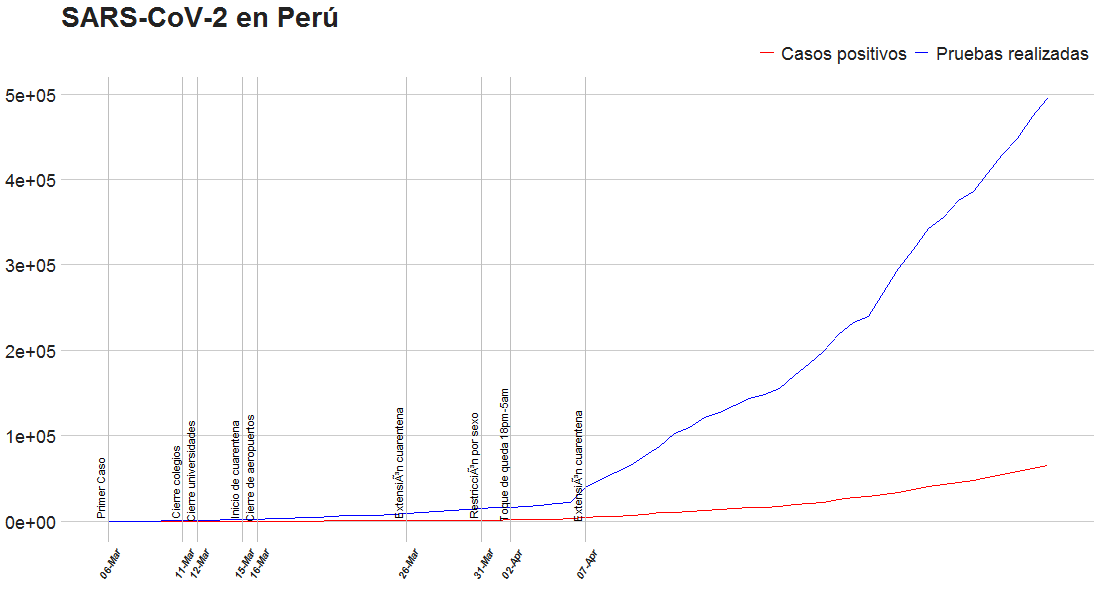 SARS-CoV-2 en Perú
Casos positivos
Pruebas realizadas
5e+05
4e+05
3e+05
2e+05
1e+05
0e+00
Primer Caso
Cierre colegios
Cierre universidades
Inicio de cuarentena
Cierre de aeropuertos
ExtensiÃ³n cuarentena
RestricciÃ³n por sexo
Toque de queda 18pm-5am
ExtensiÃ³n cuarentena
06-Mar
11-Mar
12-Mar
15-Mar
16-Mar
26-Mar
31-Mar
02-Apr
07-Apr